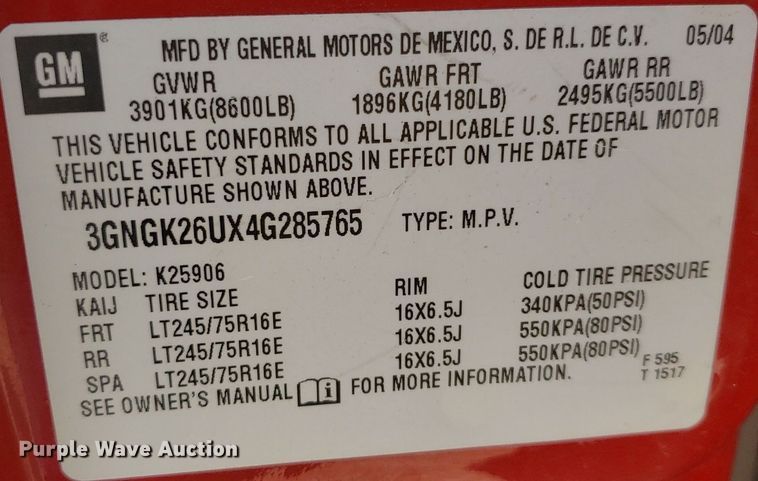 GM® MFD BY GENERAL MOTORS DE MEXICO, S. DE R.L. DE C.V. 05/04
GVWR GAWR FRT GAWR RR
3901KG(8600LB) 1896KG(4180LB) 2495KG(5500LB)
THIS VEHICLE CONFORMS TO ALL APPLICABLE U.S. FEDERAL MOTOR
VEHICLE SAFETY STANDARDS IN EFFECT ON THE DATE OF
MANUFACTURE SHOWN ABOVE.
3GNGK26UX4G285765 TYPE: M.P.V.
MODEL: K25906
KAIJ TIRE SIZE RIM COLD TIRE PRESSURE
FRT LT245/75R16E 16X6.5J 340KPA(50PSI)
RR LT245/75R16E 16X6.5J 550KPA(80PSI)
SPA LT245/75R16E 16X6.5J 550KPA(80PSI)
SEE OWNER'S MANUAL i FOR MORE INFORMATION.
F 595
T 1517
Purple Wave Auction